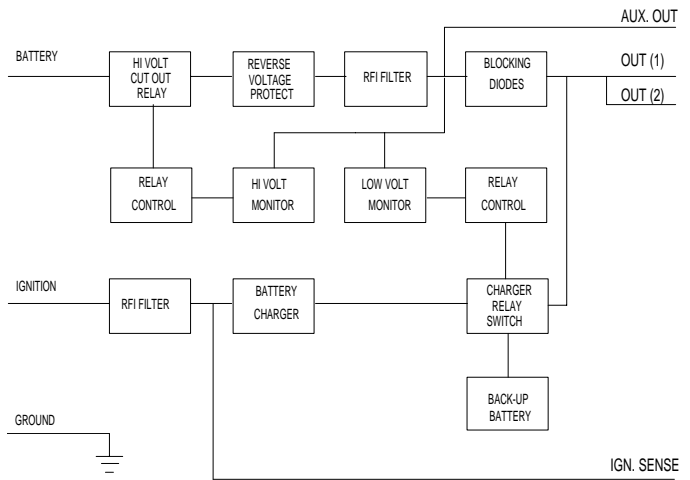 AUX. OUT
BATTERY
HI VOLT
CUT OUT
RELAY
REVERSE
VOLTAGE
PROTECT
RFI FILTER
BLOCKING
DIODES
OUT (1)
OUT (2)
RELAY
CONTROL
HI VOLT
MONITOR
LOW VOLT
MONITOR
RELAY
CONTROL
IGNITION
RFI FILTER
BATTERY
CHARGER
CHARGER
RELAY
SWITCH
BACK-UP
BATTERY
GROUND
IGN. SENSE